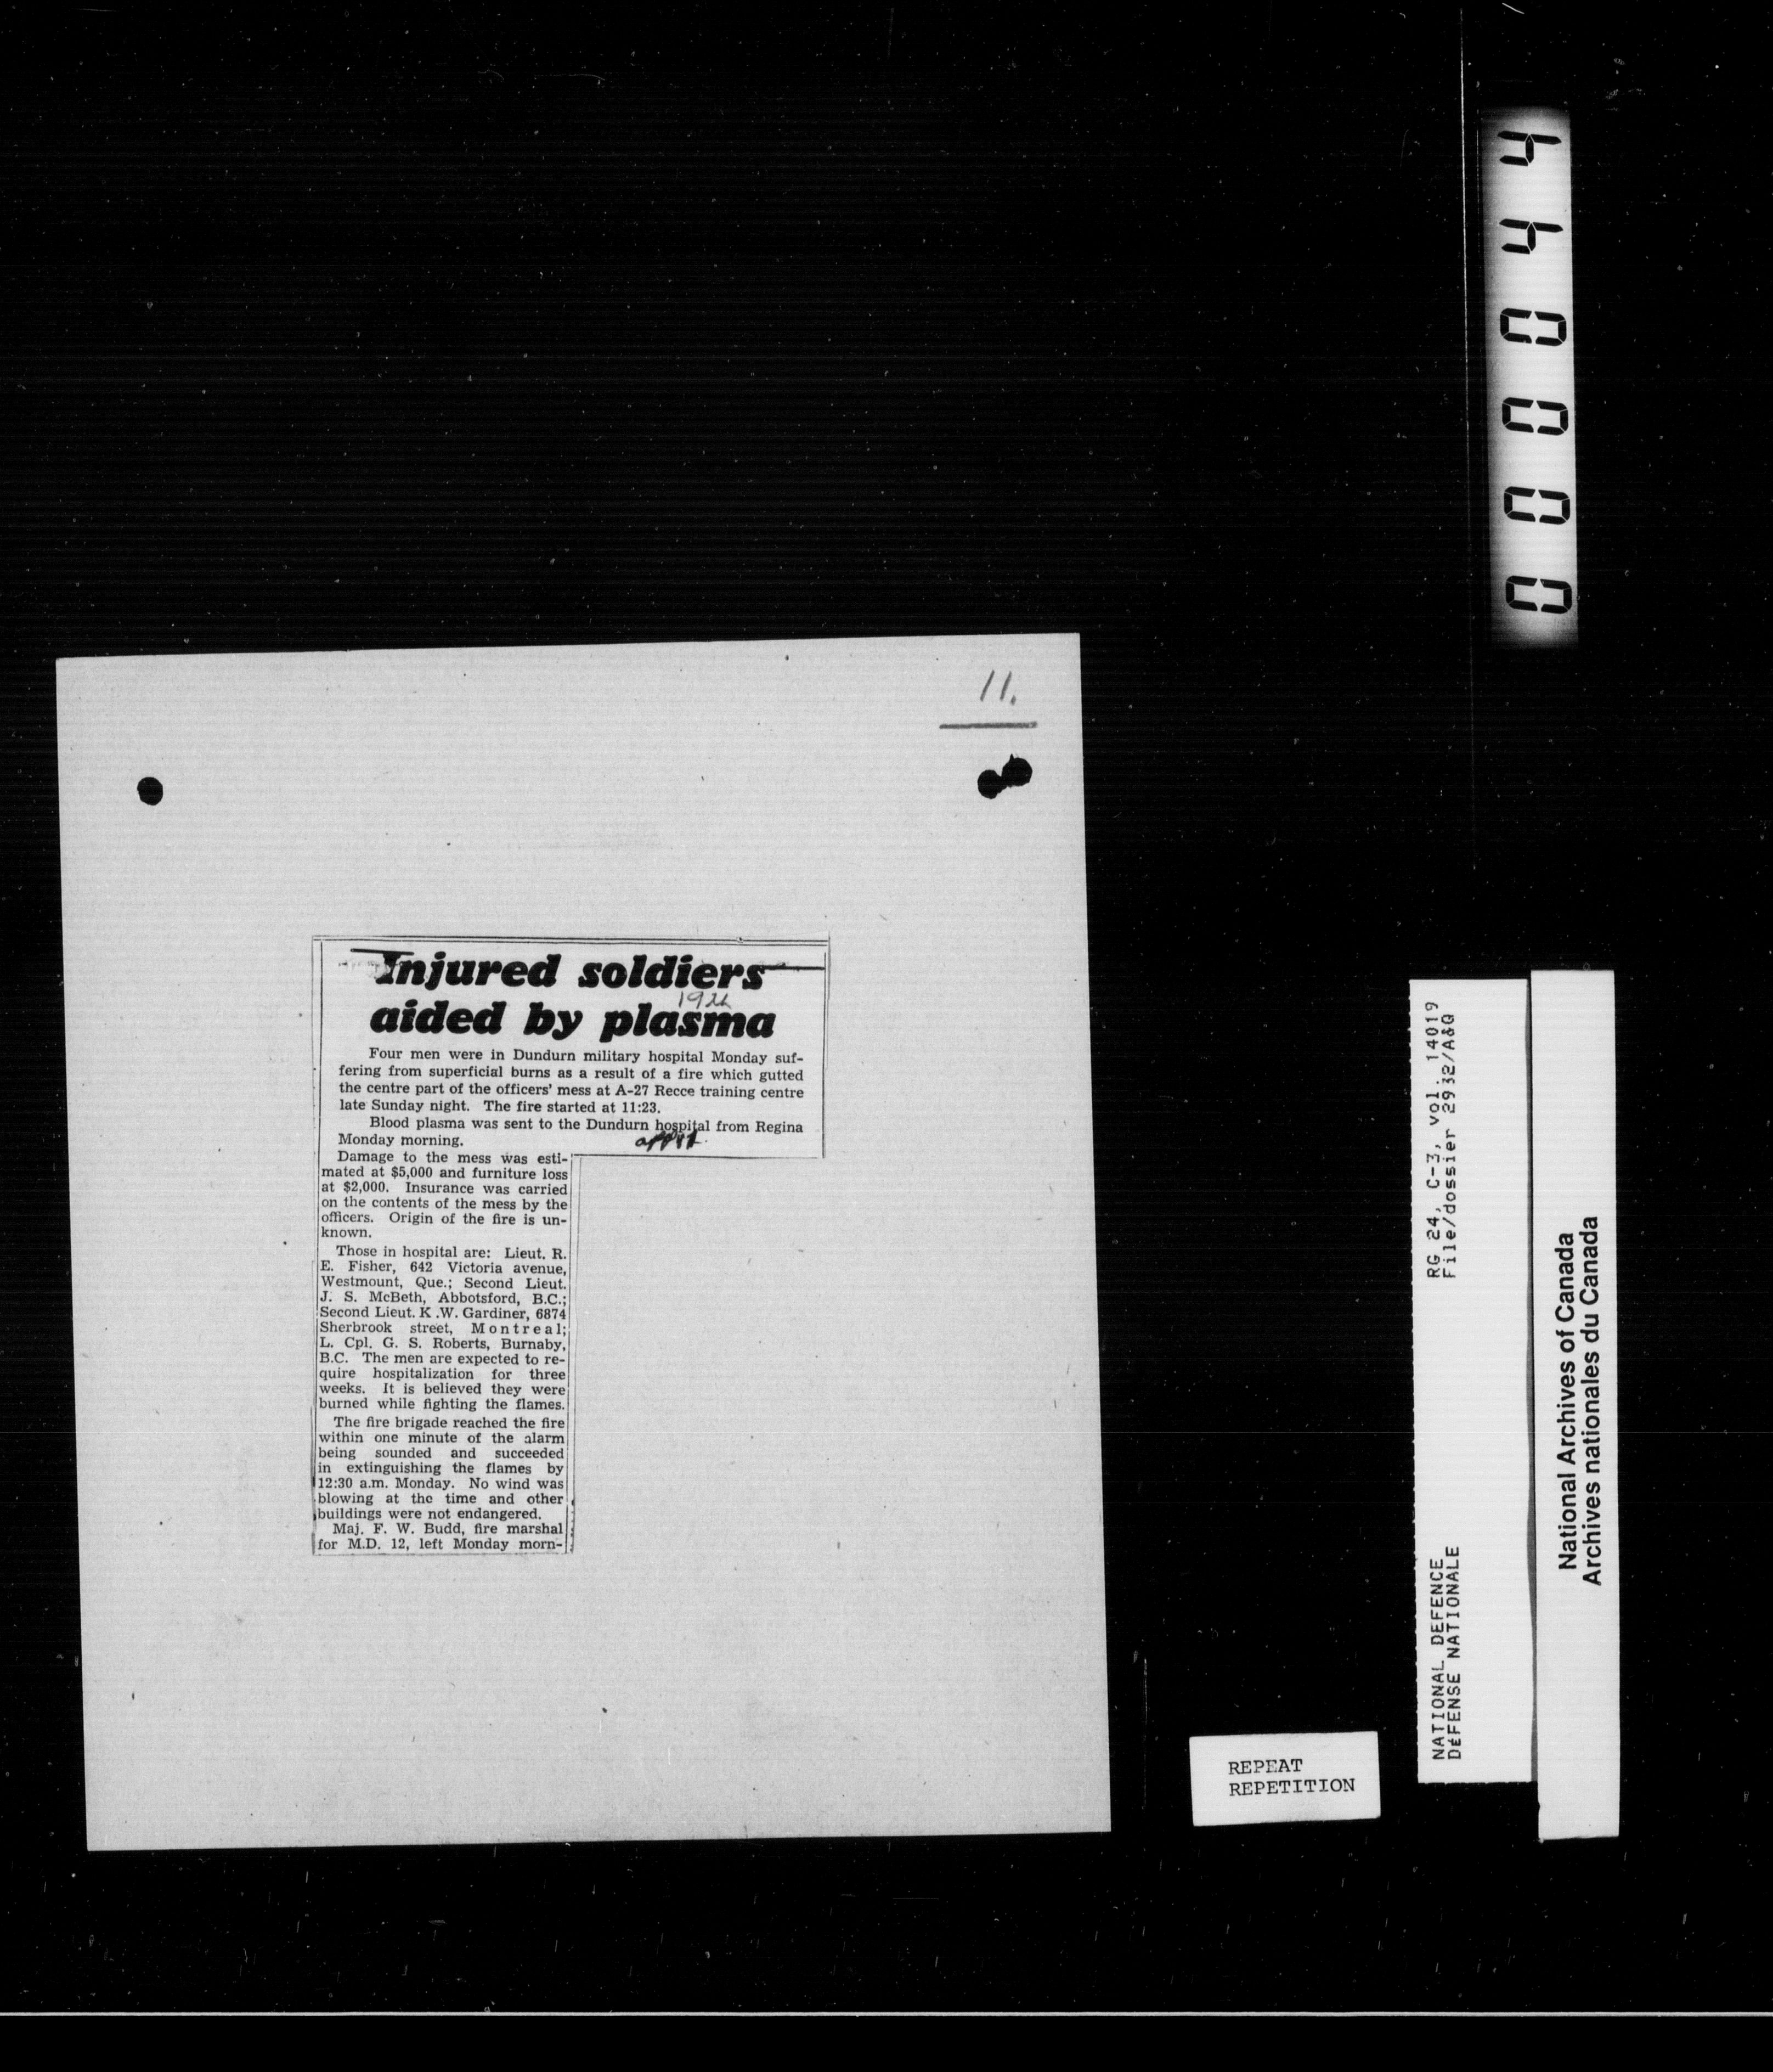 11.
Injured soldiers
aided by plasma
Four men were in Dundurn military hospital Monday suf-
fering from superficial burns as a result of a fire which gutted
the centre part of the officers' mess at A-27 Recce training centre
late Sunday night. The fire started at 11:23.
Blood plasma was sent to the Dundurn hospital from Regina
Monday morning.
Damage to the mess was esti-
mated at $5,000 and furniture loss
at $2,000. Insurance was carried
on the contents of the mess by the
officers. Origin of the fire is un-
known.
Those in hospital are: Lieut. R.
E. Fisher, 642 Victoria avenue,
Westmount, Que.; Second Lieut.
J. S. McBeth, Abbotsford, B.C.;
Second Lieut. K .W. Gardiner, 6874
Sherbrook street, Montreal;
L. Cpl. G. S. Roberts, Burnaby,
B.C. The men are expected to re-
quire hospitalization for three
weeks. It is believed they were
burned while fighting the flames.
The fire brigade reached the fire
within one minute of the alarm
being sounded and succeeded
in extinguishing the flames by
12:30 a.m. Monday. No wind was
blowing at the time and other
buildings were not endangered.
Maj. F. W. Budd, fire marshal
for M.D. 12, left Monday morn-
REPEAT
REPETITION
NATIONAL DEFENCE RG 24, C-3, vol. 14019
DÉFENSE NATIONALE File/dossier 2932/A&Q
National Archives of Canada
Archives nationales du Canada
000044